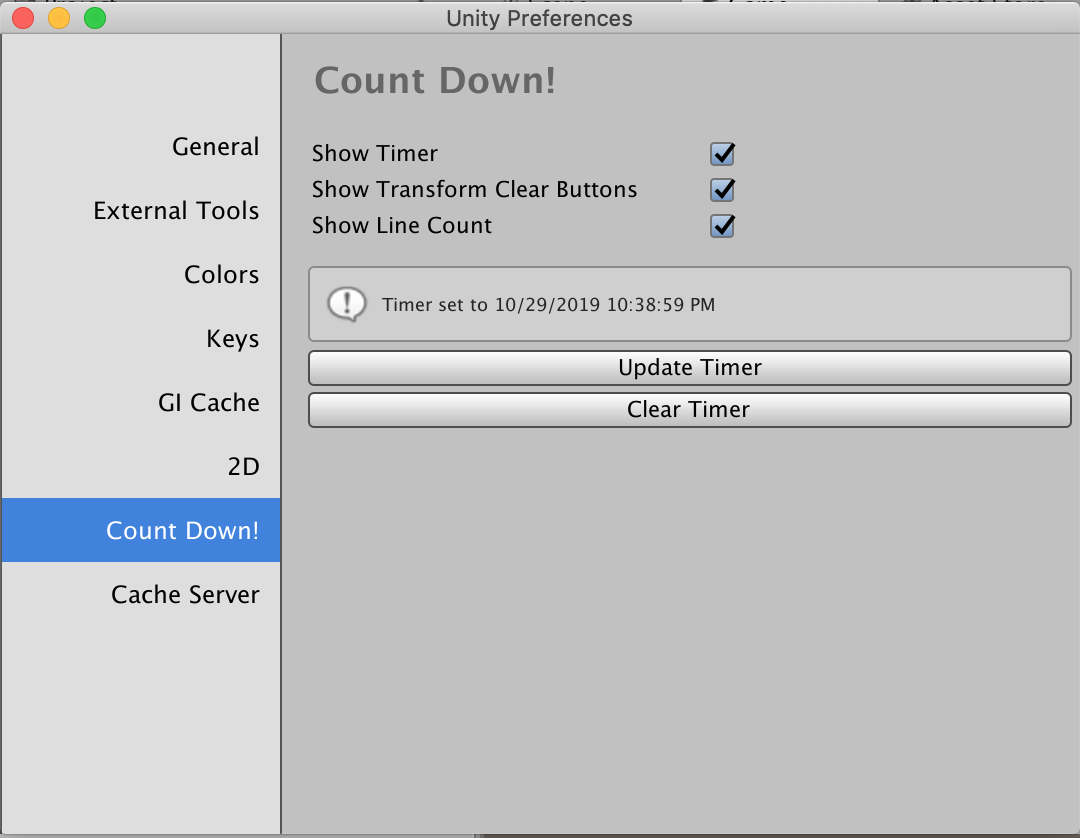 Unity Preferences
General
External Tools
Colors
Keys
GI Cache
2D
Count Down!
Cache Server
Count Down!
Show Timer
Show Transform Clear Buttons
Show Line Count
Timer set to 10/29/2019 10:38:59 PM
Update Timer
Clear Timer